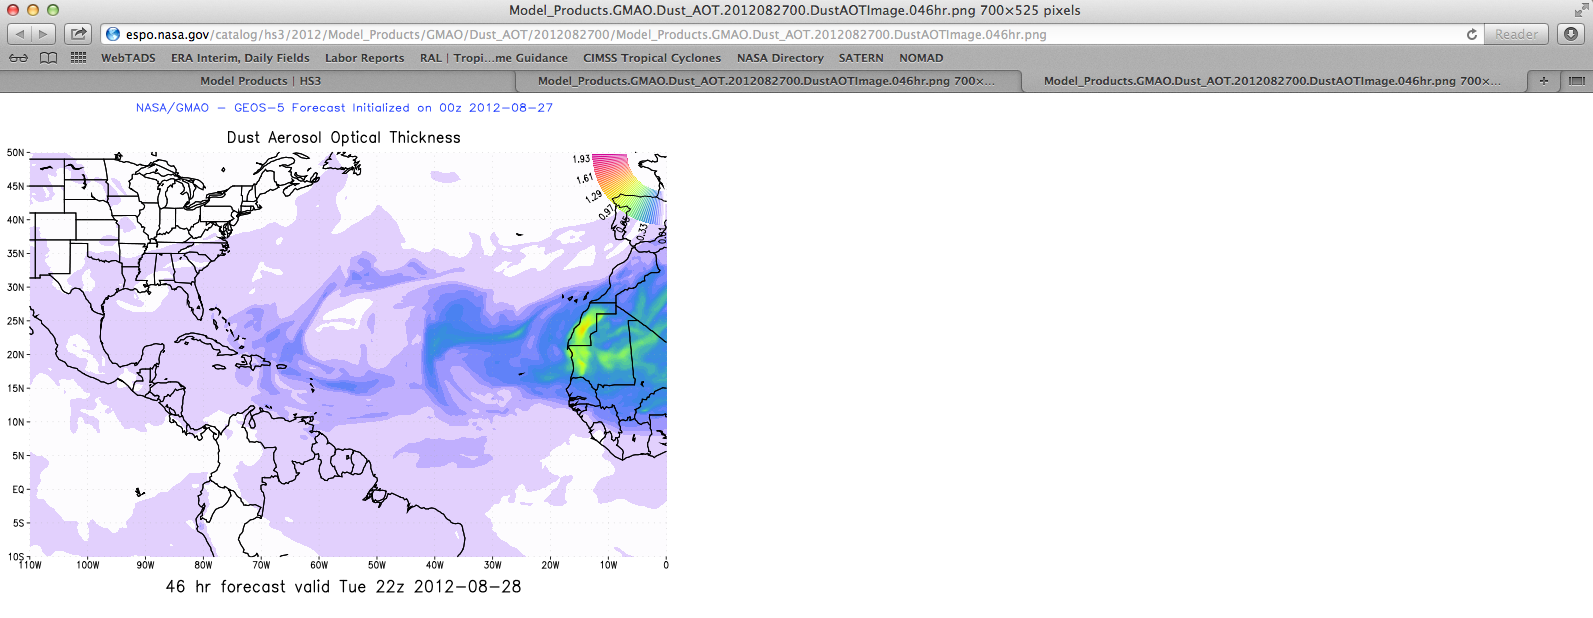 Model_Products.GMAO.Dust_AOT.2012082700.DustAOTImage.046hr.png 700×525 pixels
espo.nasa.gov/catalog/hs3/2012/Model_Products/GMAO/Dust_AOT/2012082700/Model_Products.GMAO.Dust_AOT.2012082700.DustAOTImage.046hr.png
Reader
WebTADS ERA Interim, Daily Fields Labor Reports RAL | Tropi...me Guidance CIMSS Tropical Cyclones NASA Directory SATERN NOMAD
Model Products | HS3
Model_Products.GMAO.Dust_AOT.2012082700.DustAOTImage.046hr.png 700×...
Model_Products.GMAO.Dust_AOT.2012082700.DustAOTImage.046hr.png 700×...
NASA/GMAO – GEOS-5 Forecast Initialized on 00z 2012-08-27
Dust Aerosol Optical Thickness
50N
45N
40N
35N
30N
25N
20N
15N
10N
5N
EQ
5S
10S
1.93
1.61
1.29
0.97
0.65
0.33
0.01
110W 100W 90W 80W 70W 60W 50W 40W 30W 20W 10W 0
46 hr forecast valid Tue 22z 2012-08-28